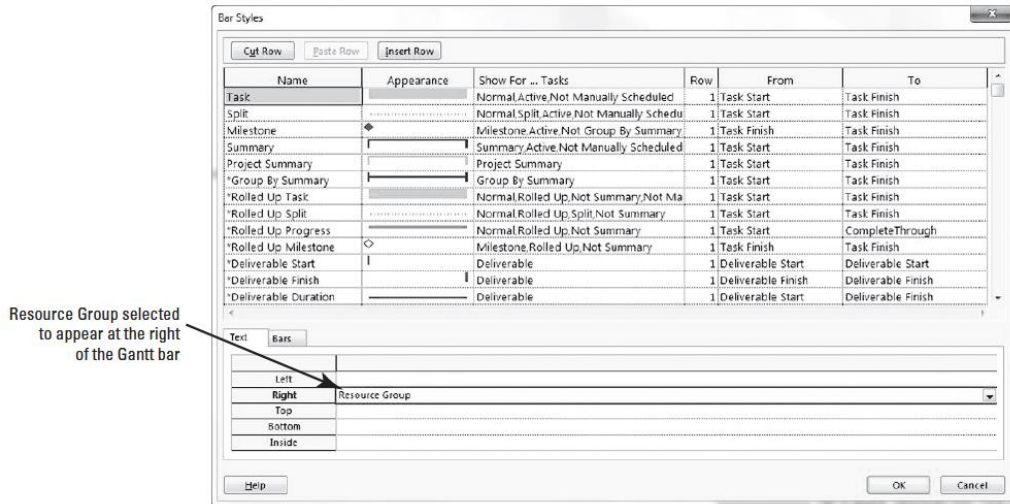 Bar Styles
X
Cut Row Paste Row Insert Row
Name Appearance Show For ... Tasks Row From To
Task Normal,Active,Not Manually Scheduled 1 Task Start Task Finish
Split Normal,Split,Active,Not Manually Schedu 1 Task Start Task Finish
Milestone Milestone,Active,Not Group By Summary 1 Task Finish Task Finish
Summary Summary,Active,Not Manually Scheduled 1 Task Start Task Finish
Project Summary Project Summary 1 Task Start Task Finish
*Group By Summary Group By Summary 1 Task Start Task Finish
*Rolled Up Task Normal,Rolled Up,Not Summary,Not Ma 1 Task Start Task Finish
*Rolled Up Split Normal,Rolled Up,Split,Not Summary 1 Task Start Task Finish
*Rolled Up Progress Normal,Rolled Up,Not Summary 1 Task Start CompleteThrough
*Rolled Up Milestone Milestone,Rolled Up,Not Summary 1 Task Finish Task Finish
*Deliverable Start Deliverable 1 Deliverable Start Deliverable Start
*Deliverable Finish Deliverable 1 Deliverable Finish Deliverable Finish
*Deliverable Duration Deliverable 1 Deliverable Start Deliverable Finish
Resource Group selected
to appear at the right
of the Gantt bar
Text Bars
Left
Right Resource Group
Top
Bottom
Inside
Help OK Cancel